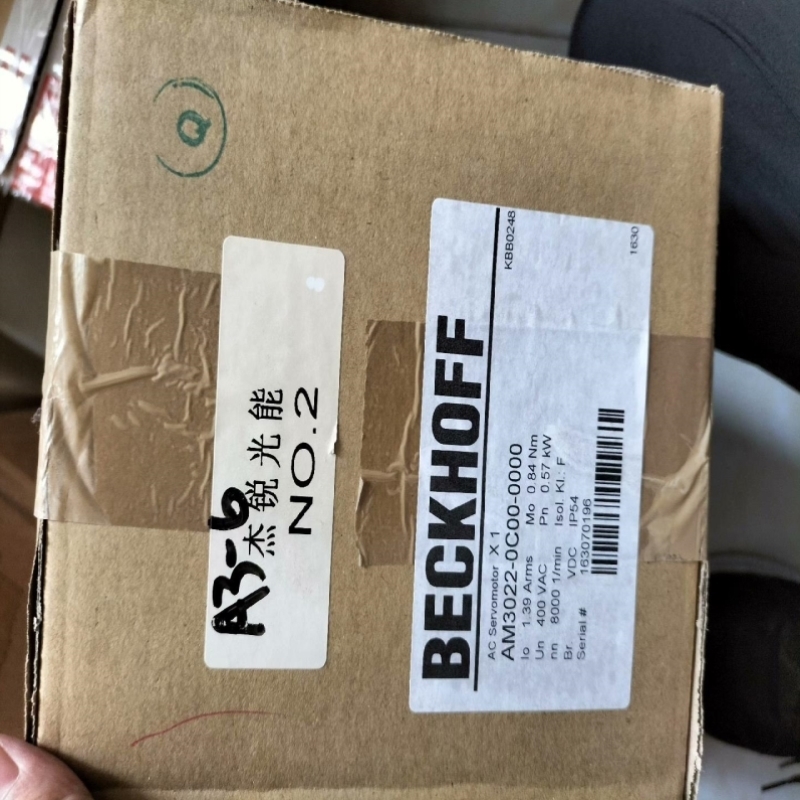 Q
A3-6
杰锐光能
NO.2
KBB0248
1630
BECKHOFF
AC Servomotor X 1
AM3022-0C00-0000
Io 1.39 Arms Mo 0.84 Nm
Un 400 VAC Pn 0.57 kW
nn 8000 1/min Isol. Kl.: F
Br. VDC IP54
Serial # 163070196